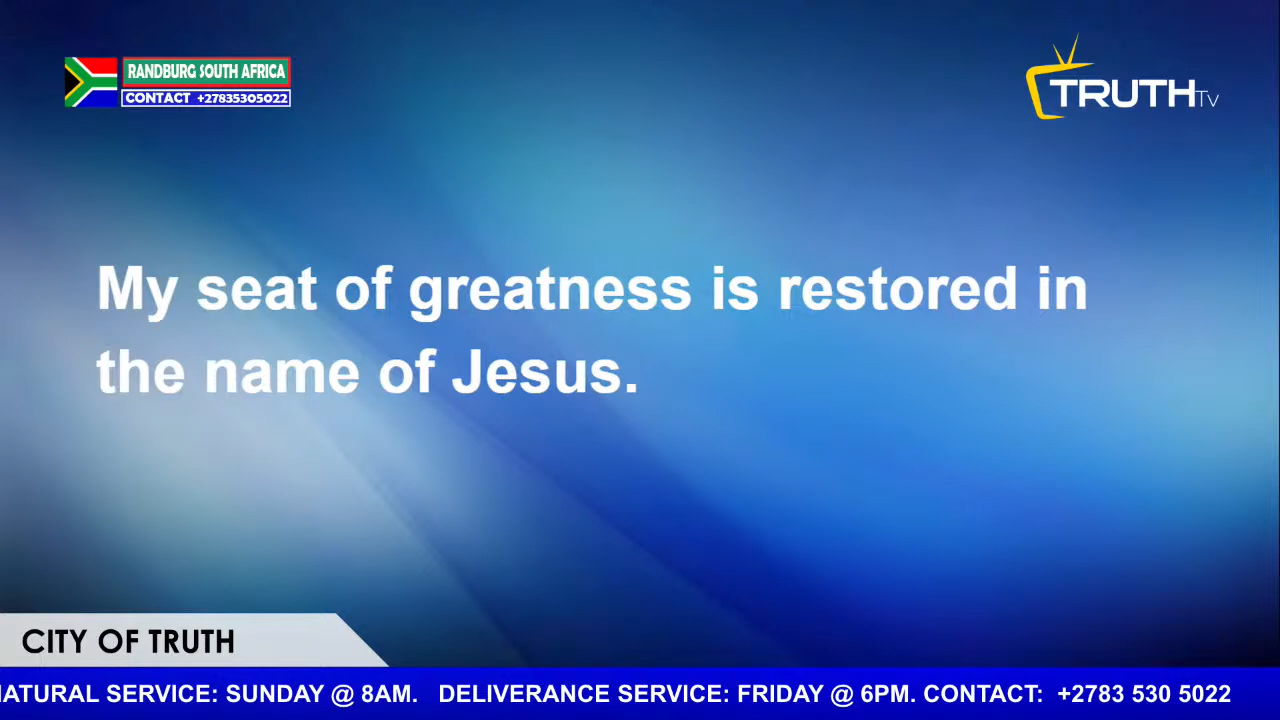 RANDBURG SOUTH AFRICA
CONTACT +27835305022
TRUTH TV
My seat of greatness is restored in
the name of Jesus.
CITY OF TRUTH
NATURAL SERVICE: SUNDAY @ 8AM. DELIVERANCE SERVICE: FRIDAY @ 6PM. CONTACT: +2783 530 5022